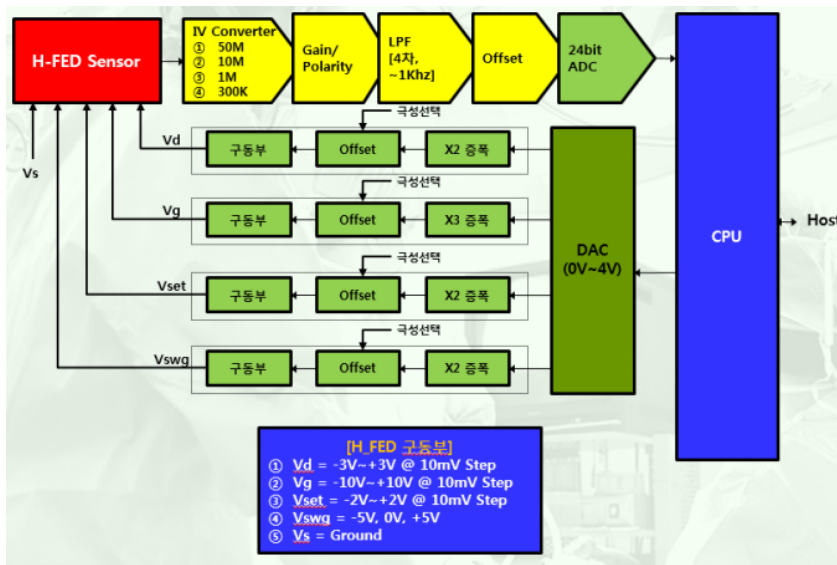 H-FED Sensor
IV Converter
① 50M
② 10M
③ 1M
④ 300K
Gain/
Polarity
LPF
[4차,
~1Khz]
Offset
24bit
ADC
CPU
Host
Vs
극성선택
Vd
구동부
Offset
X2 증폭
극성선택
Vg
구동부
Offset
X3 증폭
DAC
(0V~4V)
극성선택
Vset
구동부
Offset
X2 증폭
극성선택
Vswg
구동부
Offset
X2 증폭
[H_FED 구동부]
① Vd = -3V~+3V @ 10mV Step
② Vg = -10V~+10V @ 10mV Step
③ Vset = -2V~+2V @ 10mV Step
④ Vswg = -5V, 0V, +5V
⑤ Vs = Ground